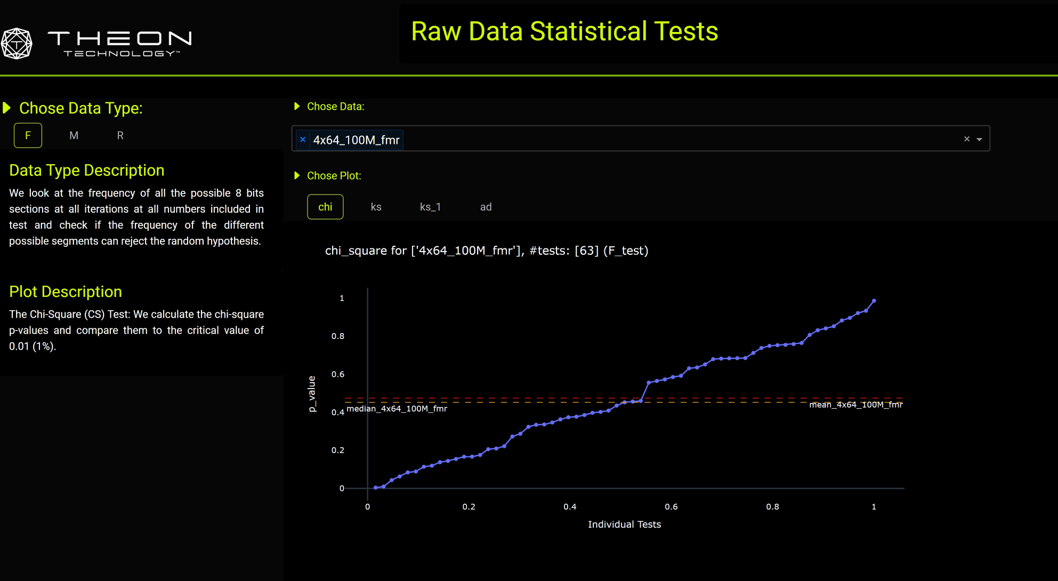 THEON
TECHNOLOGY™
Raw Data Statistical Tests
Chose Data Type:
F M R
Data Type Description
We look at the frequency of all the possible 8 bits
sections at all iterations at all numbers included in
test and check if the frequency of the different
possible segments can reject the random hypothesis.
Plot Description
The Chi-Square (CS) Test: We calculate the chi-square
p-values and compare them to the critical value of
0.01 (1%).
Chose Data:
× 4x64_100M_fmr ×
Chose Plot:
chi ks ks_1 ad
chi_square for ['4x64_100M_fmr'], #tests: [63] (F_test)
1
0.8
0.6
0.4
0.2
0
p_value
median_4x64_100M_fmr
mean_4x64_100M_fmr
0 0.2 0.4 0.6 0.8 1
Individual Tests